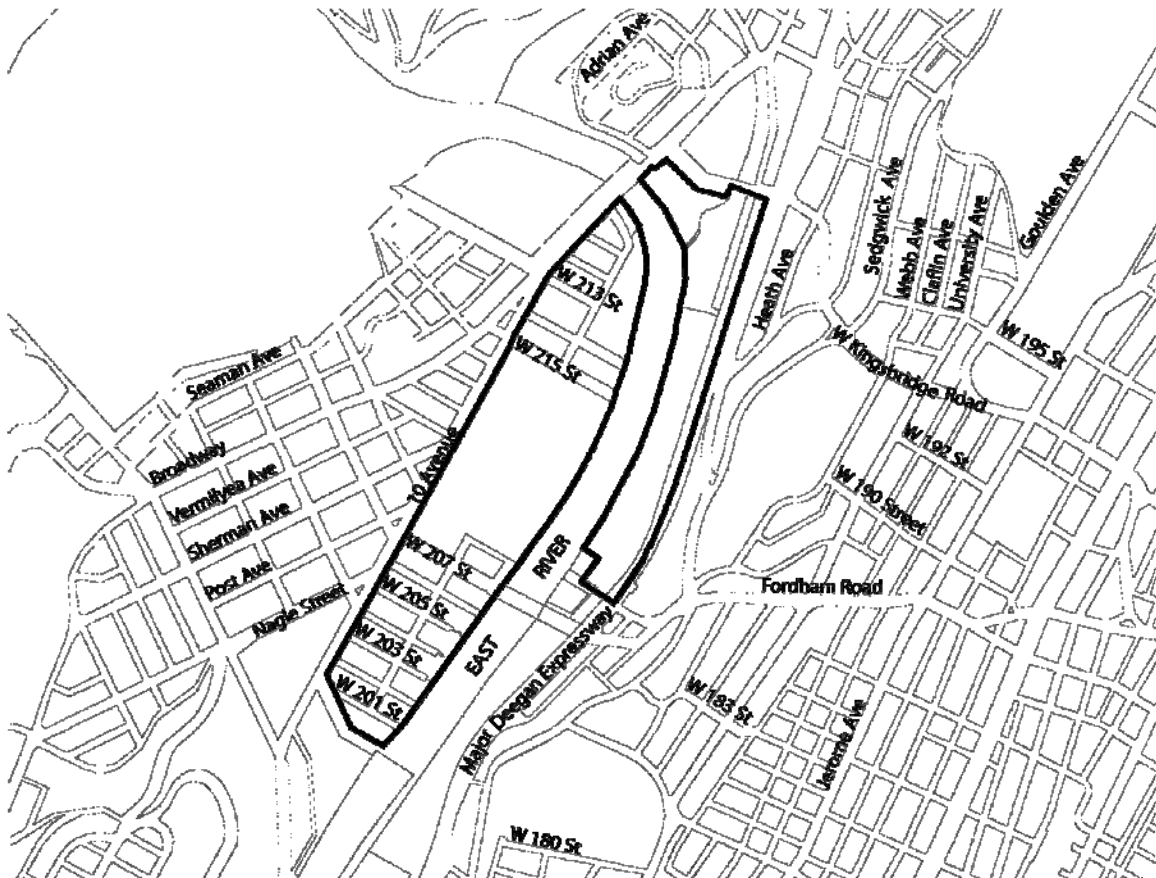 Adrian Ave
Sedgwick Ave
Webb Ave
Claflin Ave
University Ave
Goulden Ave
Heath Ave
W 213 St
W 215 St
W 195 St
W Kingsbridge Road
Seaman Ave
10 Avenue
Broadway
Vermilyea Ave
Sherman Ave
Post Ave
Nagle Street
W 192 St
W 190 Street
W 207 St
W 205 St
W 203 St
W 201 St
EAST RIVER
Fordham Road
Major Deegan Expressway
W 183 St
Jerome Ave
W 180 St